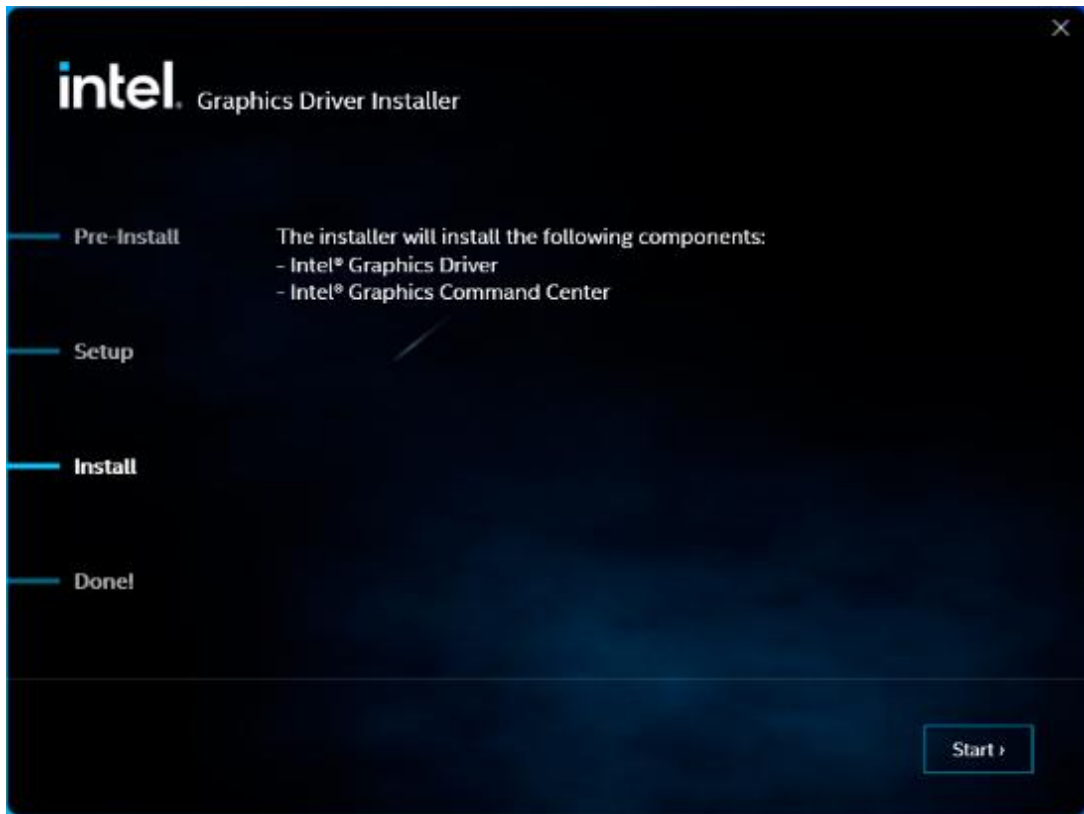 intel. Graphics Driver Installer
Pre-Install
The installer will install the following components:
- Intel® Graphics Driver
- Intel® Graphics Command Center
Setup
Install
Done!
Start ›